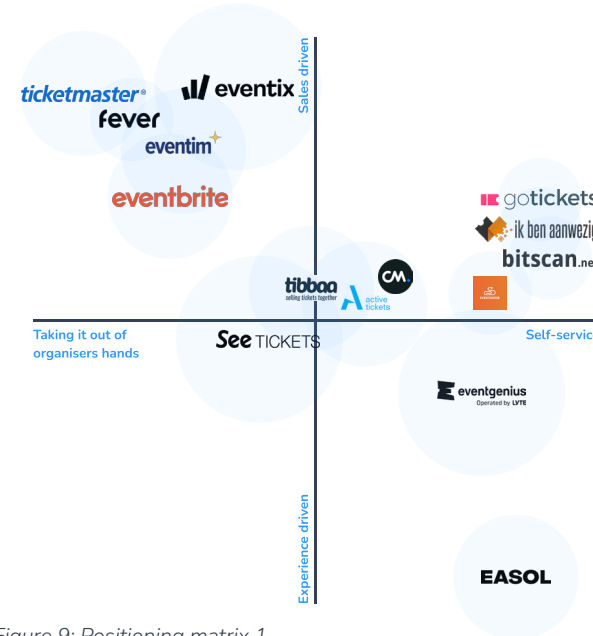 Sales driven
ticketmaster®
eventix
fever
eventim
eventbrite
gotickets
ik ben aanwezig
bitscan.ne
tibbaa
selling tickets together
CM.
active
tickets
See TICKETS
Taking it out of
organisers hands
Self-servic
eventgenius
Operated by LYTE
Experience driven
EASOL
Figure 9: Positioning matrix 1